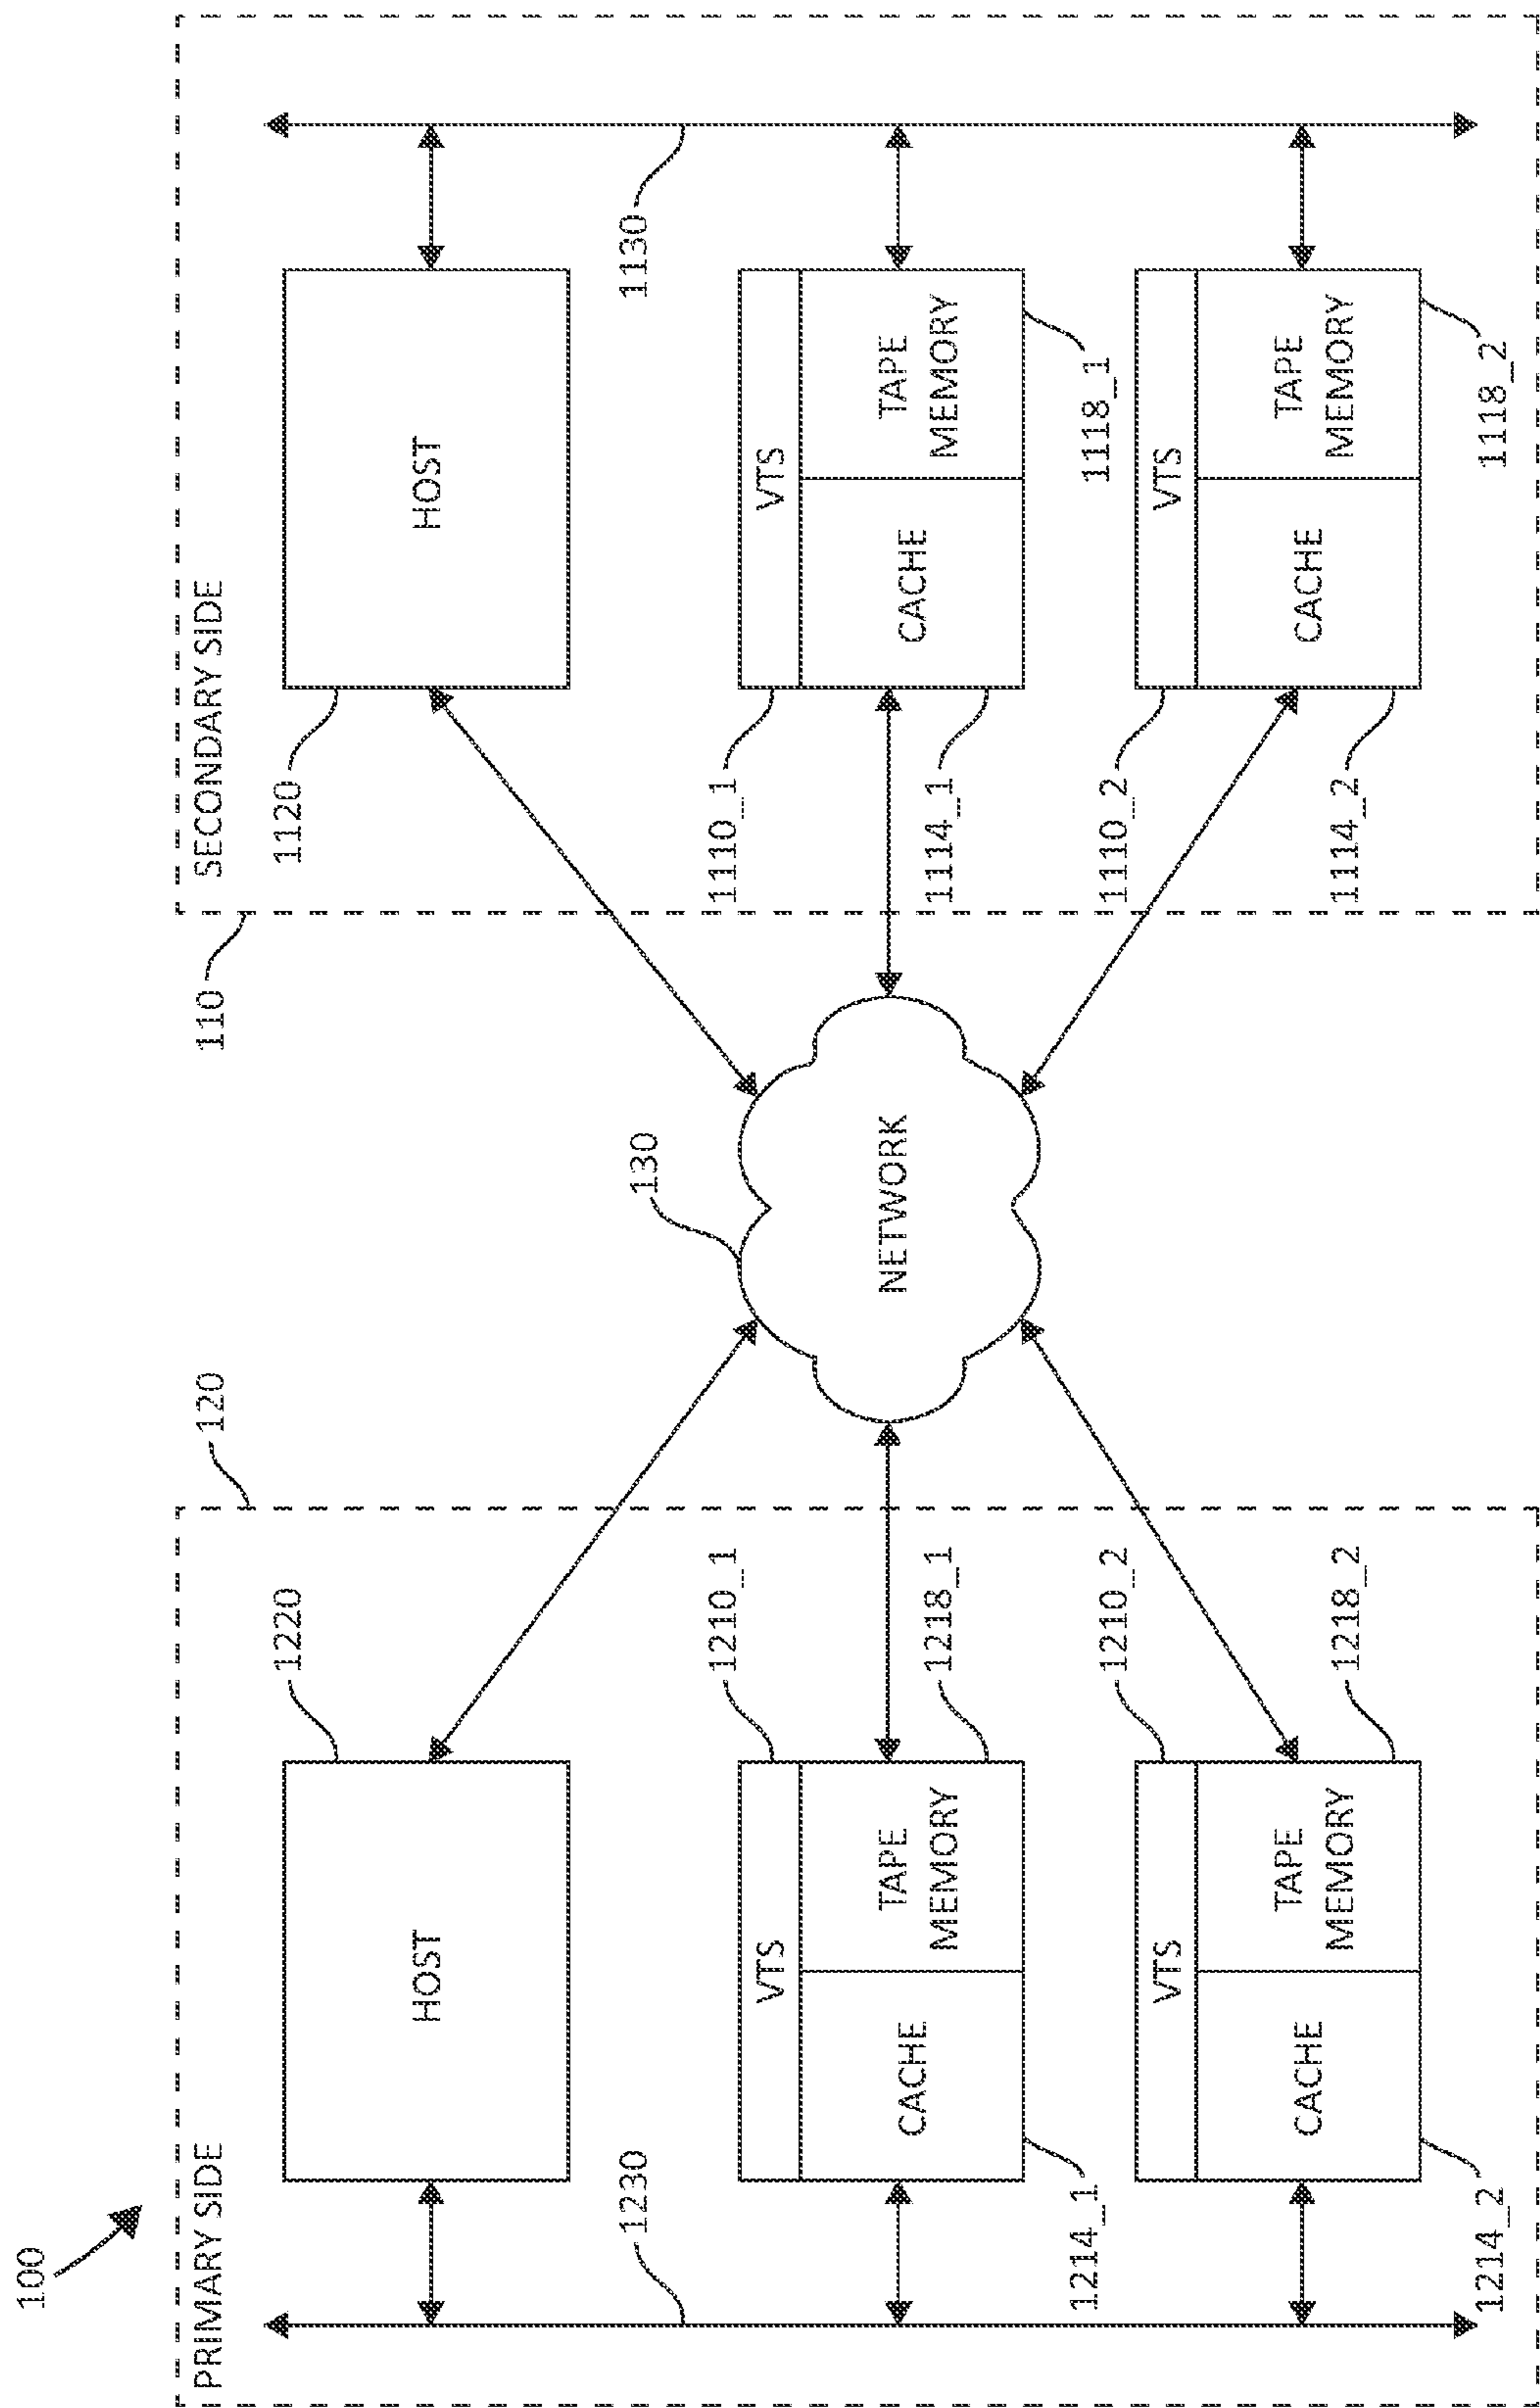 100
PRIMARY SIDE
120
1220
HOST
1230
1210_1
VTS
CACHE
TAPE
MEMORY
1218_1
1214_1
1210_2
VTS
CACHE
TAPE
MEMORY
1218_2
1214_2
130
NETWORK
110
SECONDARY SIDE
1120
HOST
1130
1110_1
VTS
CACHE
TAPE
MEMORY
1114_1
1118_1
1110_2
VTS
CACHE
TAPE
MEMORY
1114_2
1118_2